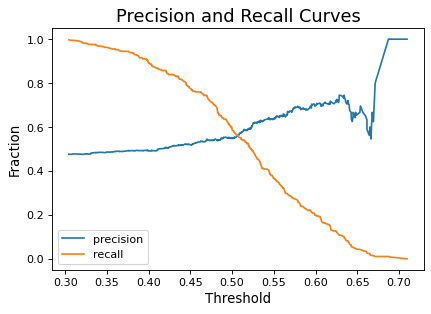 Precision and Recall Curves
1.0
0.8
0.6
0.4
0.2
0.0
Fraction
precision
recall
0.30 0.35 0.40 0.45 0.50 0.55 0.60 0.65 0.70
Threshold